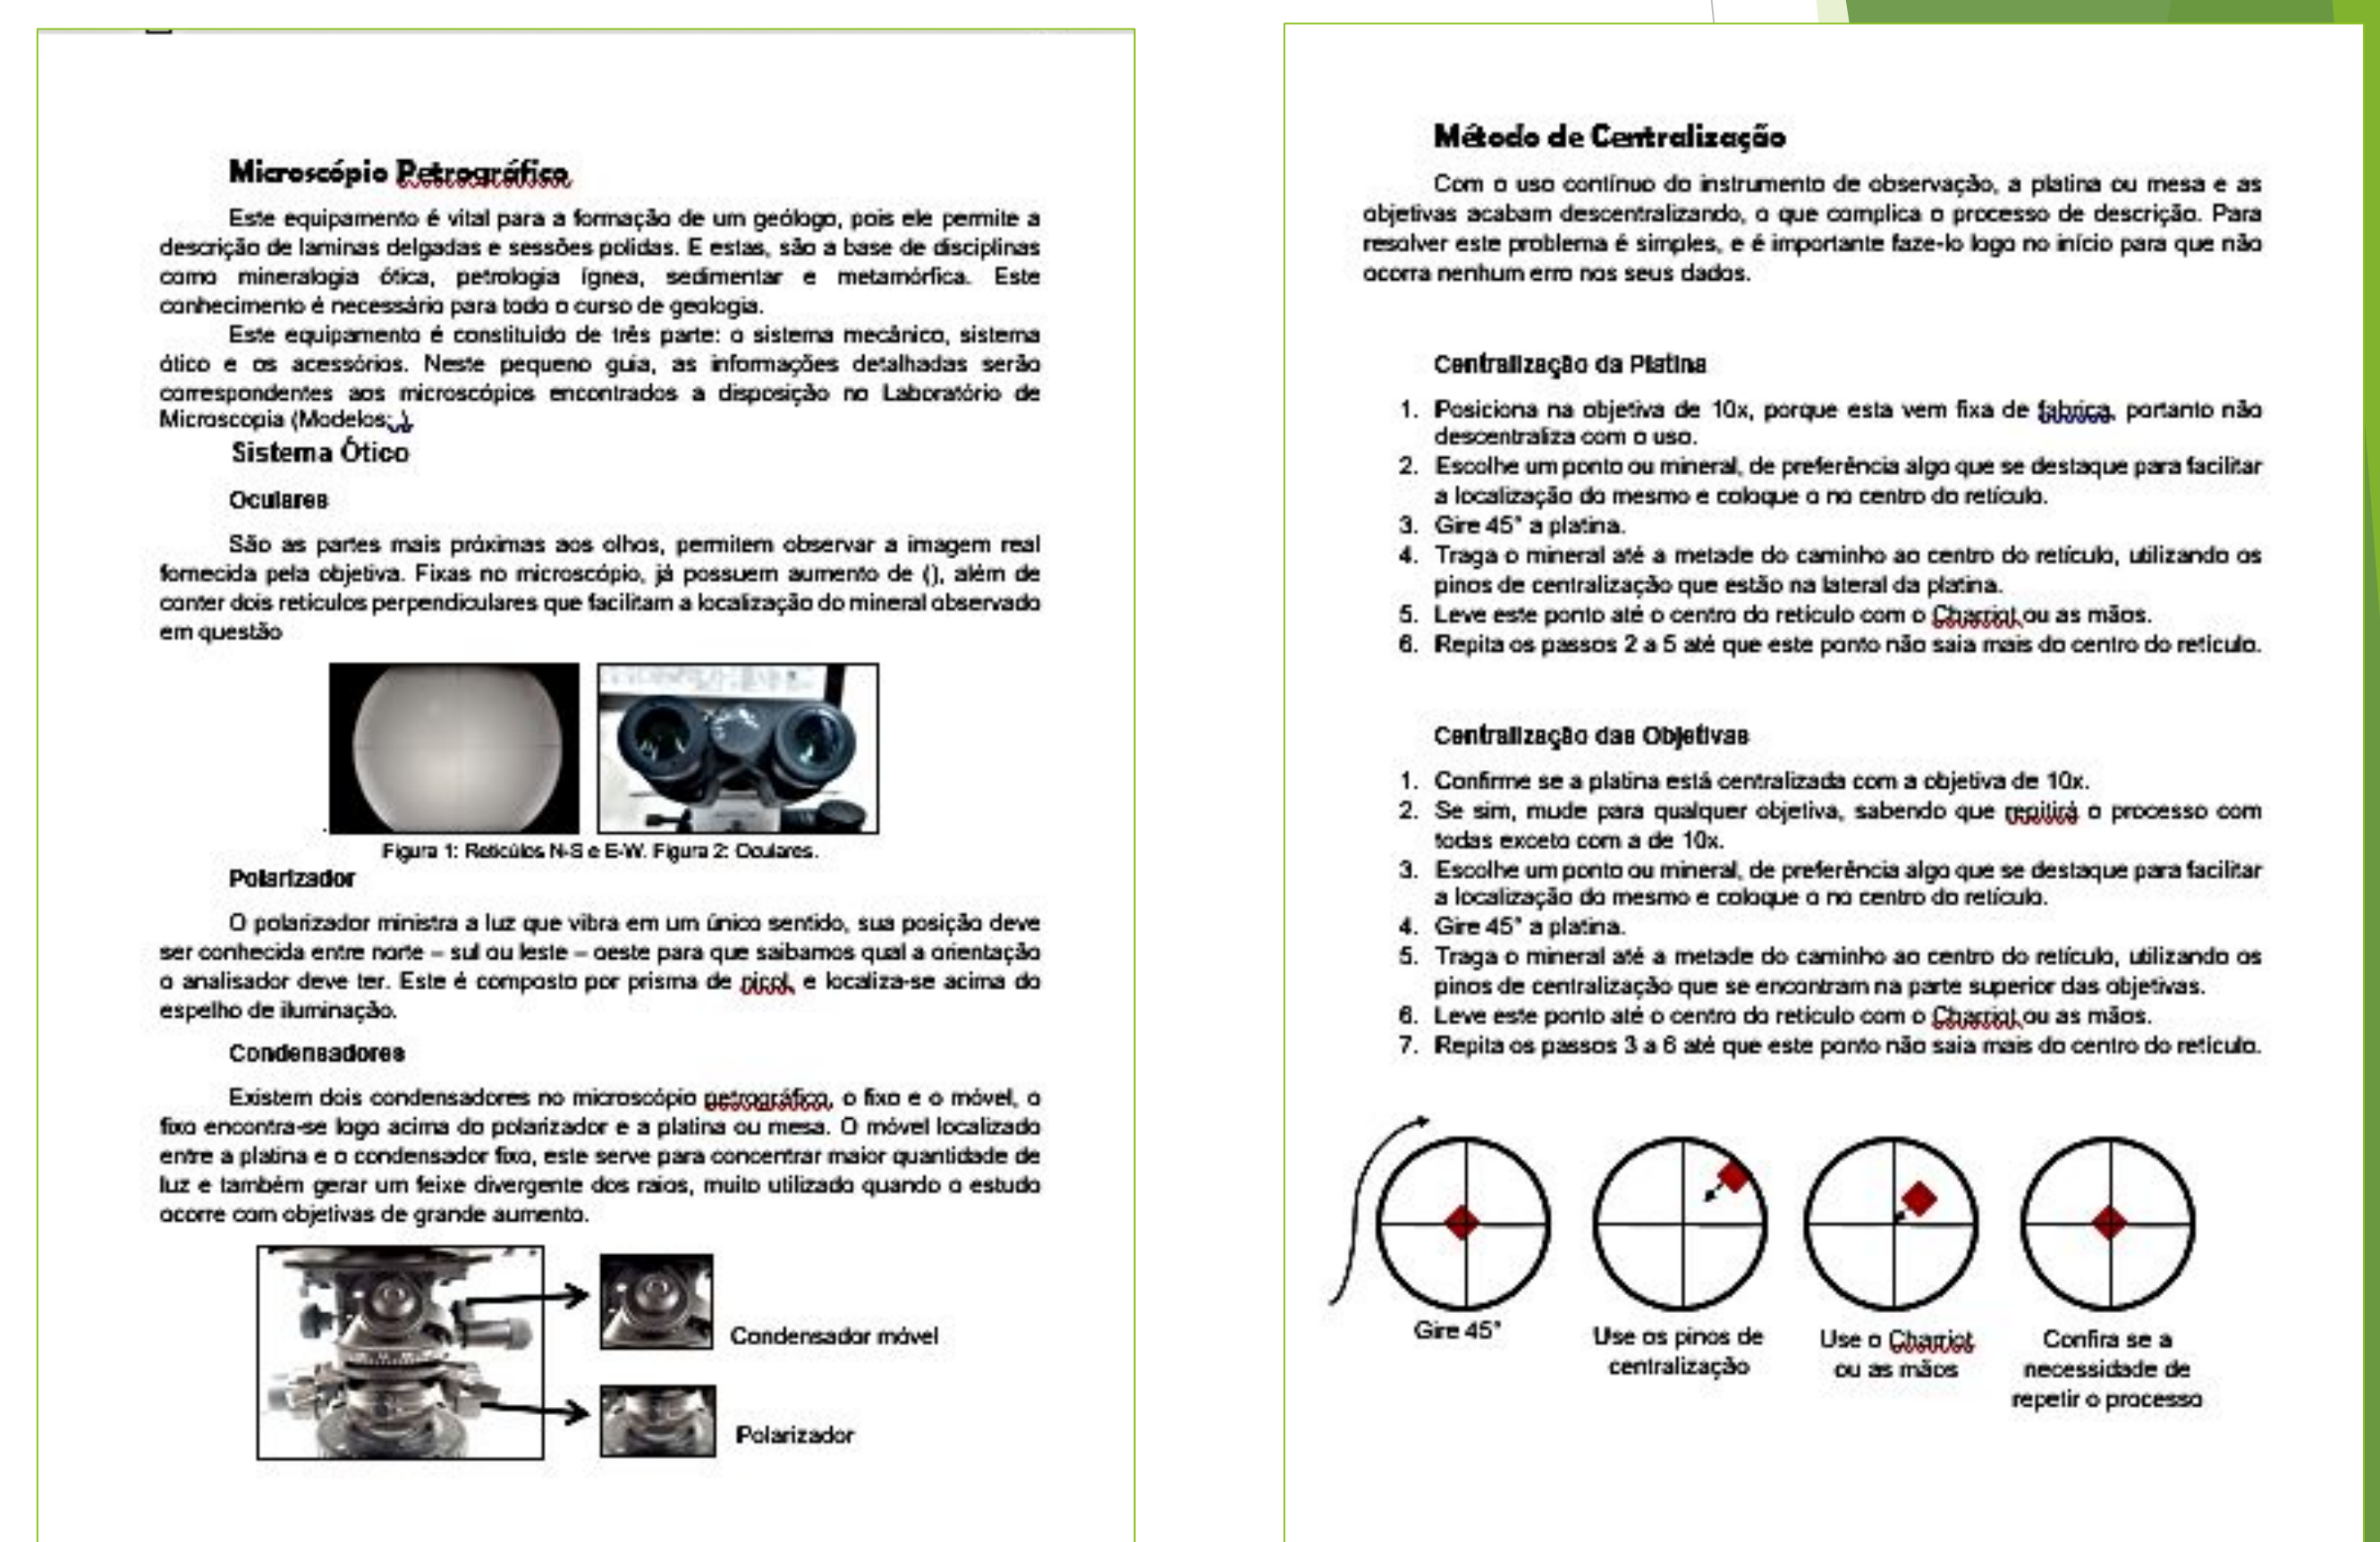 Microscópio Petrográfico
Este equipamento é vital para a formação de um geólogo, pois ele permite a
descrição de laminas delgadas e sessões polidas. E estas, são a base de disciplinas
como mineralogia ótica, petrologia ígnea, sedimentar e metamórfica. Este
conhecimento é necessário para todo o curso de geologia.
Este equipamento é constituído de três parte: o sistema mecânico, sistema
ótico e os acessórios. Neste pequeno guia, as informações detalhadas serão
correspondentes aos microscópios encontrados a disposição no Laboratório de
Microscopia (Modelos: ).
Sistema Ótico
Oculares
São as partes mais próximas aos olhos, permitem observar a imagem real
fornecida pela objetiva. Fixas no microscópio, já possuem aumento de (), além de
conter dois retículos perpendiculares que facilitam a localização do mineral observado
em questão
.
Figura 1: Retículos N-S e E-W. Figura 2: Oculares.
Polarizador
O polarizador ministra a luz que vibra em um único sentido, sua posição deve
ser conhecida entre norte – sul ou leste – oeste para que saibamos qual a orientação
o analisador deve ter. Este é composto por prisma de nicol, e localiza-se acima do
espelho de iluminação.
Condensadores
Existem dois condensadores no microscópio petrográfico, o fixo e o móvel, o
fixo encontra-se logo acima do polarizador e a platina ou mesa. O móvel localizado
entre a platina e o condensador fixo, este serve para concentrar maior quantidade de
luz e também gerar um feixe divergente dos raios, muito utilizado quando o estudo
ocorre com objetivas de grande aumento.
Condensador móvel
Polarizador
Método de Centralização
Com o uso contínuo do instrumento de observação, a platina ou mesa e as
objetivas acabam descentralizando, o que complica o processo de descrição. Para
resolver este problema é simples, e é importante faze-lo logo no início para que não
ocorra nenhum erro nos seus dados.
Centralização da Platina
1. Posiciona na objetiva de 10x, porque esta vem fixa de fabrica, portanto não
descentraliza com o uso.
2. Escolhe um ponto ou mineral, de preferência algo que se destaque para facilitar
a localização do mesmo e coloque o no centro do retículo.
3. Gire 45° a platina.
4. Traga o mineral até a metade do caminho ao centro do retículo, utilizando os
pinos de centralização que estão na lateral da platina.
5. Leve este ponto até o centro do retículo com o Charriot ou as mãos.
6. Repita os passos 2 a 5 até que este ponto não saia mais do centro do retículo.
Centralização das Objetivas
1. Confirme se a platina está centralizada com a objetiva de 10x.
2. Se sim, mude para qualquer objetiva, sabendo que repitirá o processo com
todas exceto com a de 10x.
3. Escolhe um ponto ou mineral, de preferência algo que se destaque para facilitar
a localização do mesmo e coloque o no centro do retículo.
4. Gire 45° a platina.
5. Traga o mineral até a metade do caminho ao centro do retículo, utilizando os
pinos de centralização que se encontram na parte superior das objetivas.
6. Leve este ponto até o centro do retículo com o Charriot ou as mãos.
7. Repita os passos 3 a 6 até que este ponto não saia mais do centro do retículo.
Gire 45°
Use os pinos de
centralização
Use o Charriot
ou as mãos
Confira se a
necessidade de
repetir o processo